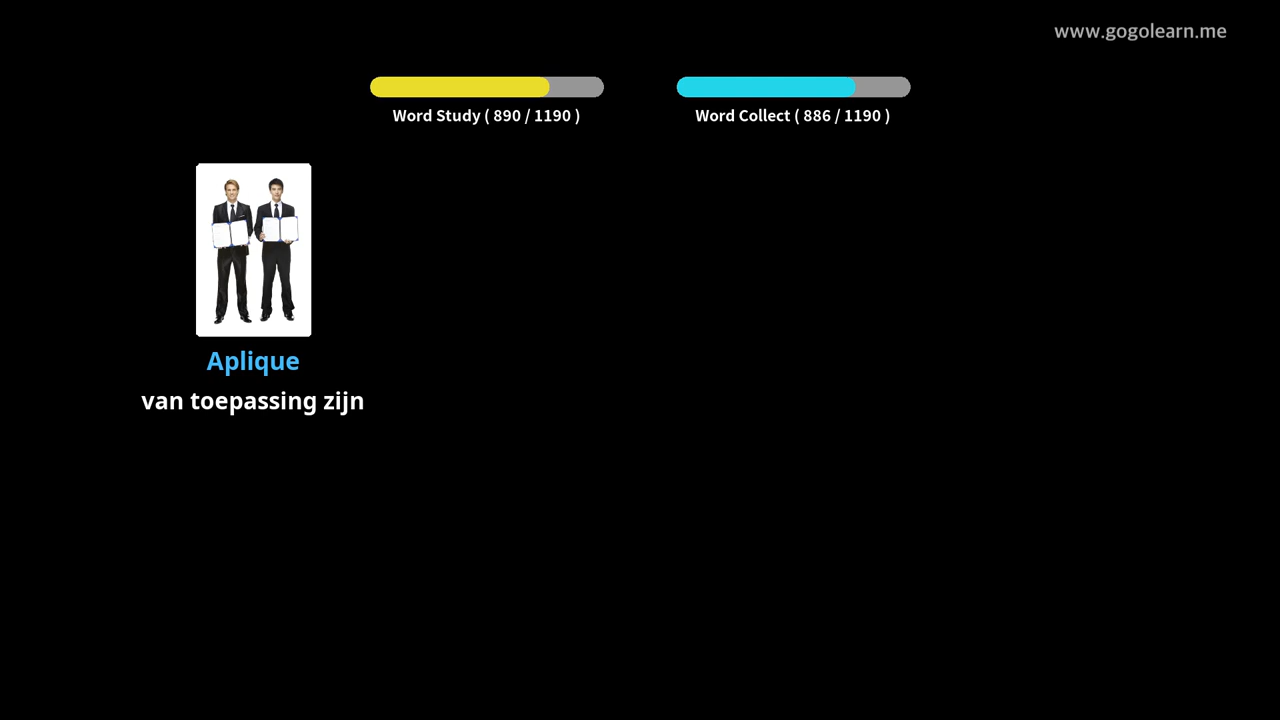 www.gogolearn.me
Word Study ( 890 / 1190 )
Word Collect ( 886 / 1190 )
Aplique
van toepassing zijn